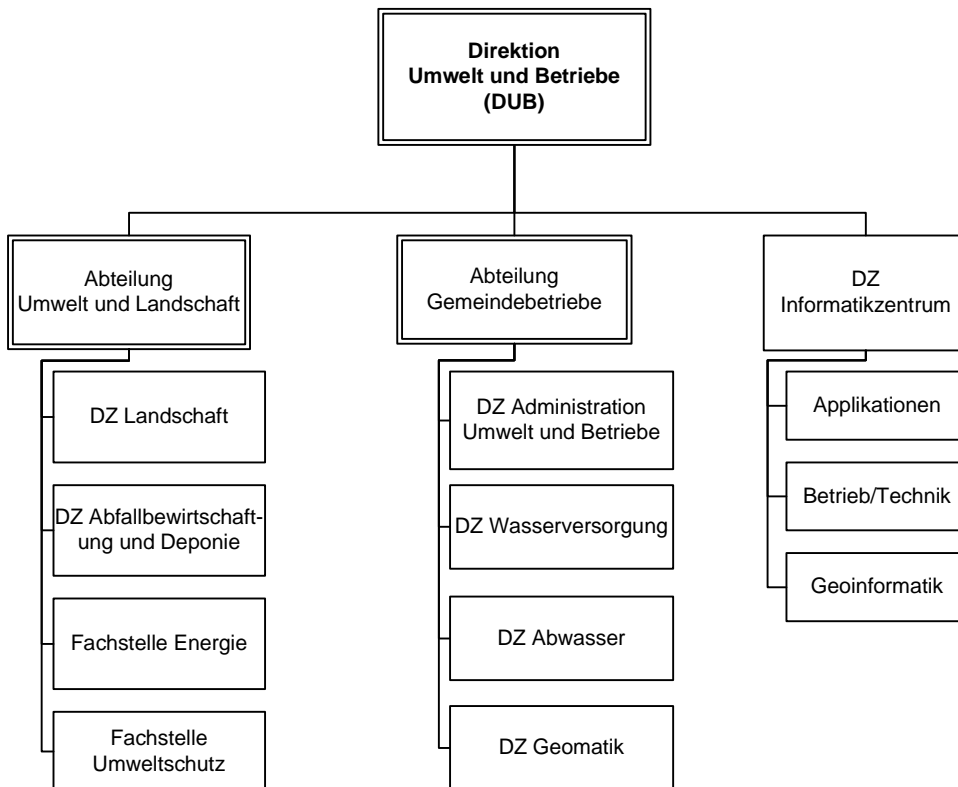 Direktion
Umwelt und Betriebe
(DUB)
Abteilung
Umwelt und Landschaft
Abteilung
Gemeindebetriebe
DZ
Informatikzentrum
DZ Landschaft
DZ Abfallbewirtschaft-
ung und Deponie
Fachstelle Energie
Fachstelle
Umweltschutz
DZ Administration
Umwelt und Betriebe
DZ Wasserversorgung
DZ Abwasser
DZ Geomatik
Applikationen
Betrieb/Technik
Geoinformatik